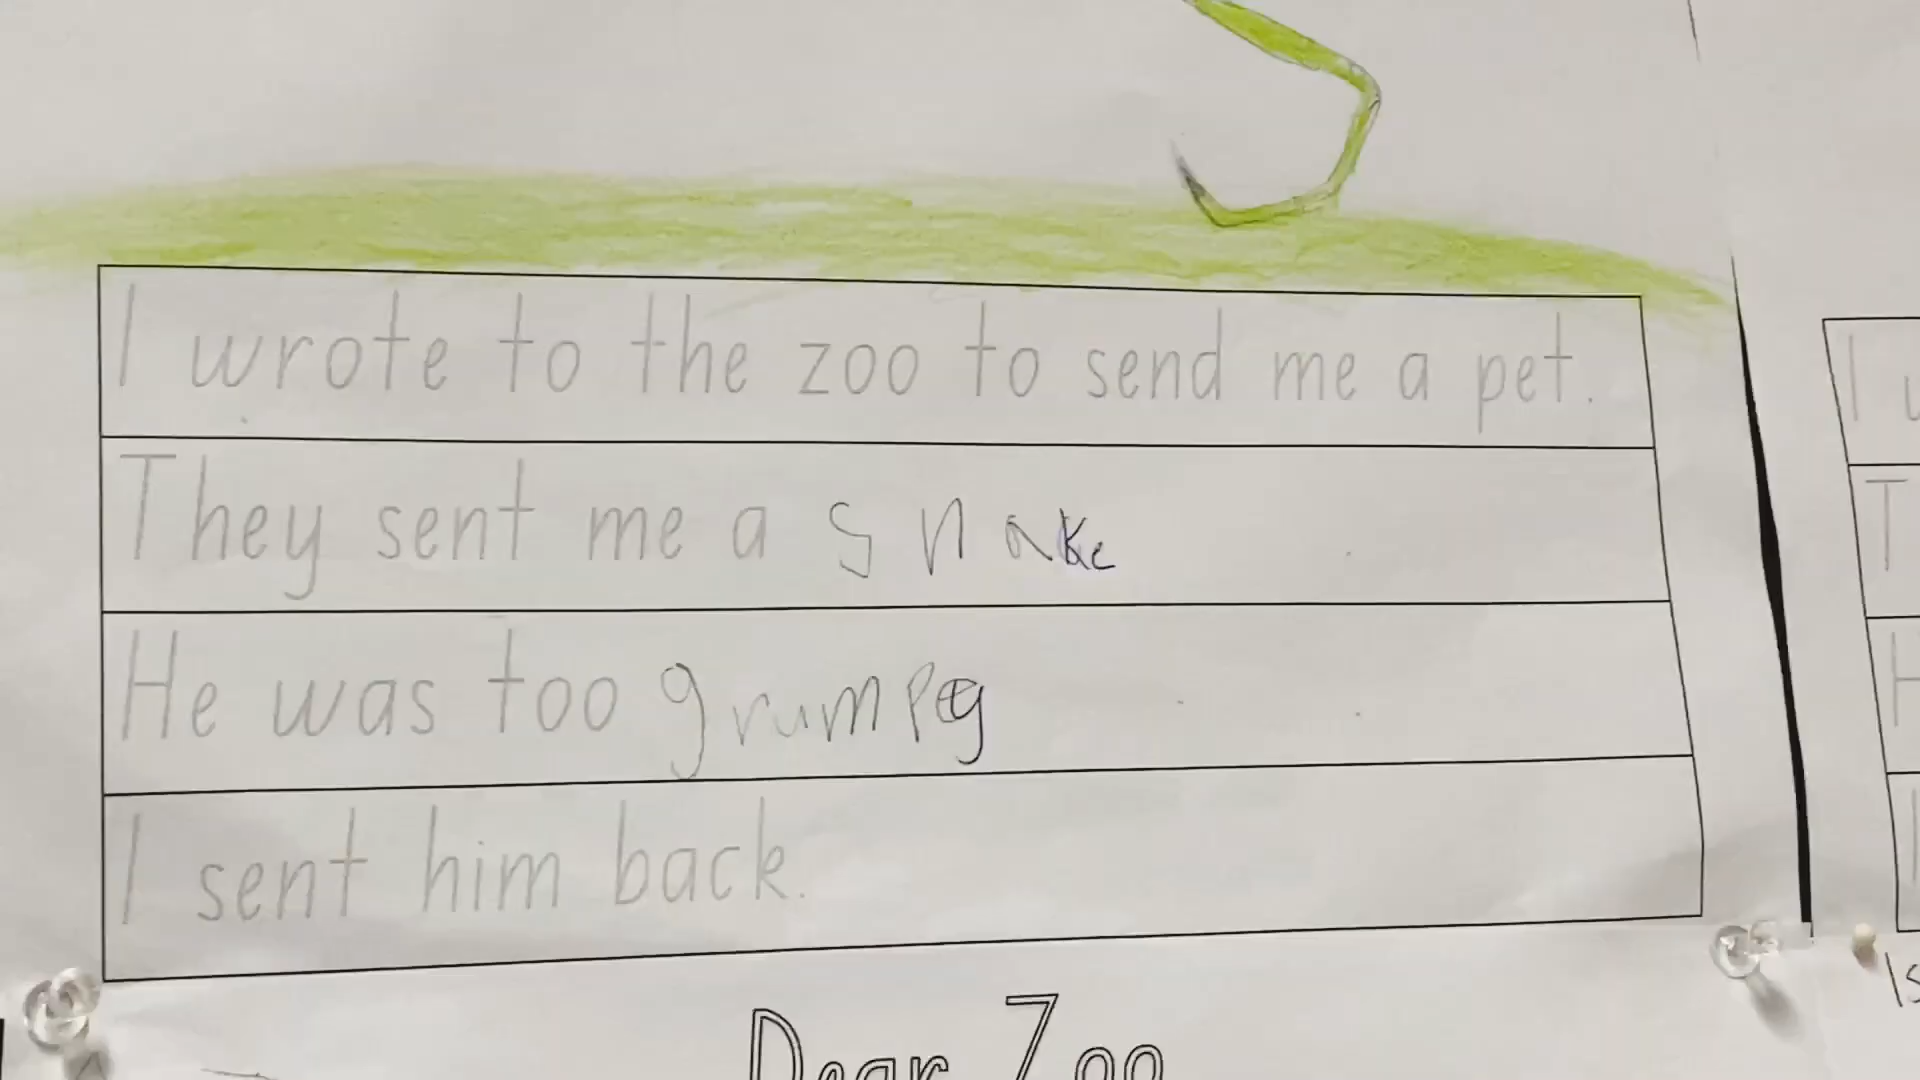 I wrote to the zoo to send me a pet.
They sent me a snake
He was too grumpy
I sent him back.
Dear Zoo